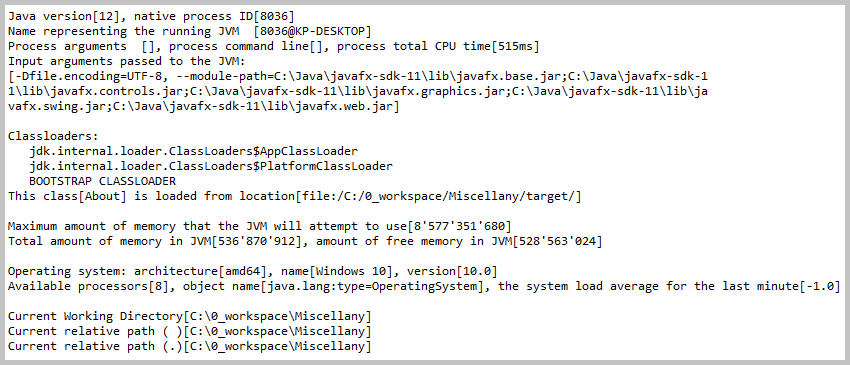 Java version[12], native process ID[8036]
Name representing the running JVM  [8036@KP-DESKTOP]
Process arguments  [], process command line[], process total CPU time[515ms]
Input arguments passed to the JVM:
[-Dfile.encoding=UTF-8, --module-path=C:\Java\javafx-sdk-11\lib\javafx.base.jar;C:\Java\javafx-sdk-1
1\lib\javafx.controls.jar;C:\Java\javafx-sdk-11\lib\javafx.graphics.jar;C:\Java\javafx-sdk-11\lib\ja
vafx.swing.jar;C:\Java\javafx-sdk-11\lib\javafx.web.jar]
Classloaders:
jdk.internal.loader.ClassLoaders$AppClassLoader
jdk.internal.loader.ClassLoaders$PlatformClassLoader
BOOTSTRAP CLASSLOADER
This class[About] is loaded from location[file:/C:/0_workspace/Miscellany/target/]
Maximum amount of memory that the JVM will attempt to use[8'577'351'680]
Total amount of memory in JVM[536'870'912], amount of free memory in JVM[528'563'024]
Operating system: architecture[amd64], name[Windows 10], version[10.0]
Available processors[8], object name[java.lang:type=OperatingSystem], the system load average for the last minute[-1.0]
Current Working Directory[C:\0_workspace\Miscellany]
Current relative path ( )[C:\0_workspace\Miscellany]
Current relative path (.)[C:\0_workspace\Miscellany]